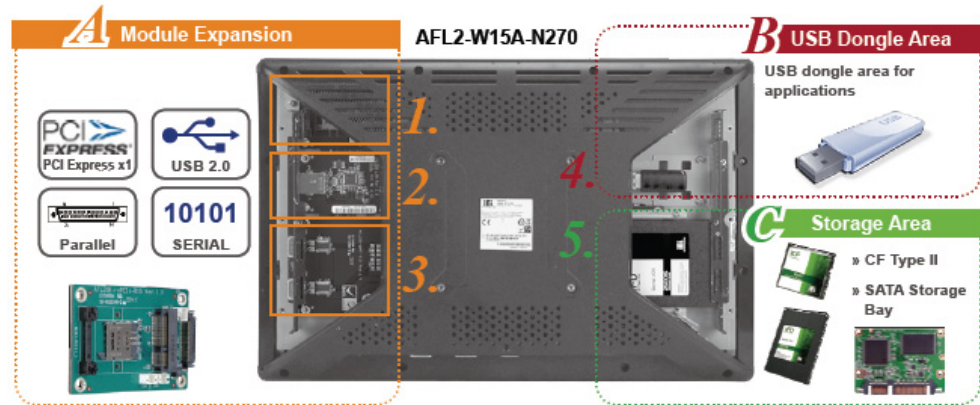 A Module Expansion
AFL2-W15A-N270
B USB Dongle Area
USB dongle area for
applications
PCI
EXPRESS®
PCI Express x1
USB 2.0
Parallel
10101
SERIAL
1.
2.
3.
4.
5.
USB
C Storage Area
» CF Type II
» SATA Storage
Bay